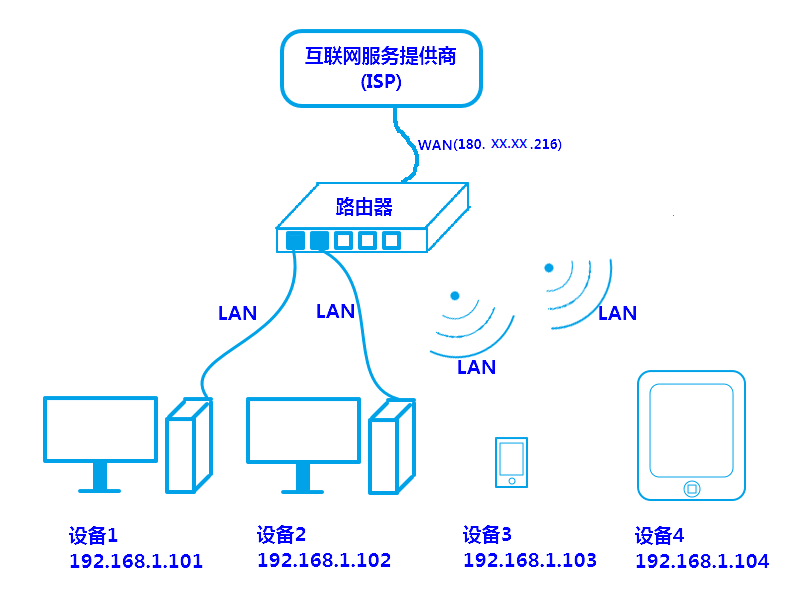 互联网服务提供商
(ISP)
WAN(180. XX.XX .216)
路由器
LAN
LAN
LAN
LAN
设备1
192.168.1.101
设备2
192.168.1.102
设备3
192.168.1.103
设备4
192.168.1.104